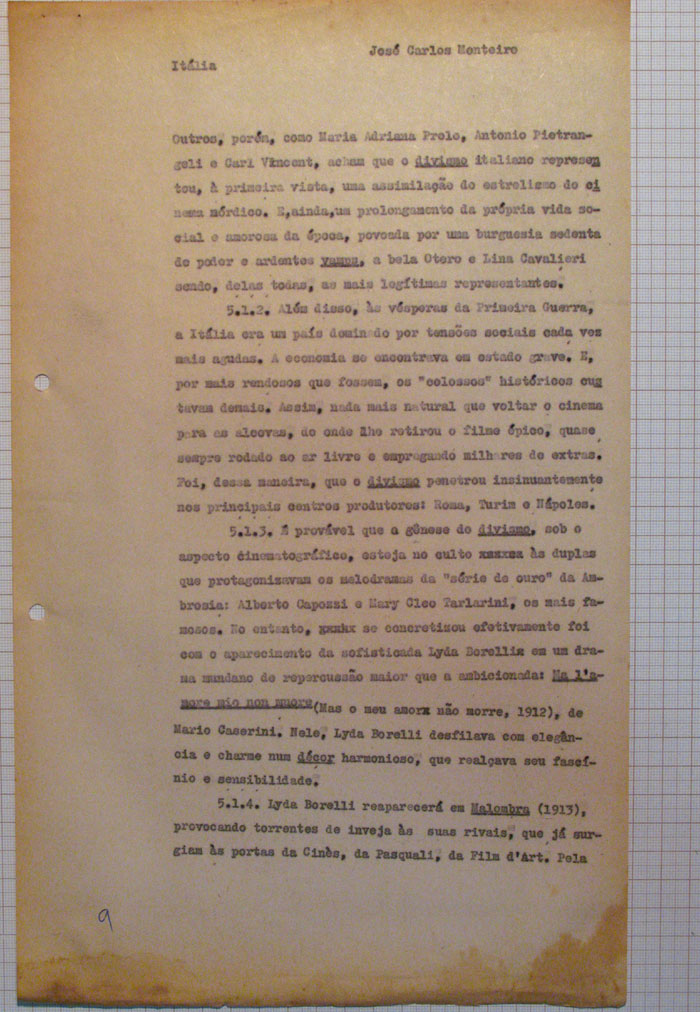 José Carlos Monteiro
Itália
Outros, porém, como Maria Adriana Prolo, Antonio Pietran-
geli e Carl Vincent, acham que o divismo italiano represen
tou, à primeira vista, uma assimilação do estrelismo do ci
nema mórdico. E,ainda,um prolongamento da própria vida so-
cial e amorosa da época, povoada por uma burguesia sedenta
de poder e ardentes vamps, a bela Otero e Lina Cavalieri
sendo, delas todas, as mais legítimas representantes.
5.1.2. Além disso, às vésperas da Primeira Guerra,
a Itália era um país dominado por tensões sociais cada vez
mais agudas. A economia se encontrava em estado grave. E,
por mais rendosos que fossem, os "colossos" históricos cus
tavam demais. Assim, nada mais natural que voltar o cinema
para as alcovas, de onde lhe retirou o filme épico, quase
sempre rodado ao ar livre e empregando milhares de extras.
Foi, dessa maneira, que o divismo penetrou insinuantemente
nos principais centros produtores: Roma, Turim e Nápoles.
5.1.3. É provável que a gênese do divismo, sob o
aspecto cinematográfico, esteja no culto xxxxxx às duplas
que protagonizavam os melodramas da "série de ouro" da Am-
brosia: Alberto Capozzi e Mary Cleo Tarlarini, os mais fa-
mosos. No entanto, xxxxx se concretizou efetivamente foi
com o aparecimento da sofisticada Lyda Borellix em um dra-
ma mundano de repercussão maior que a ambicionada: Ma l'a-
more mio non muore(Mas o meu amorx não morre, 1912), de
Mario Caserini. Nele, Lyda Borelli desfilava com elegân-
cia e charme num décor harmonioso, que realçava seu fascí-
nio e sensibilidade.
5.1.4. Lyda Borelli reaparecerá em Malombra (1913),
provocando torrentes de inveja às suas rivais, que já sur-
giam às portas da Cinès, da Pasquali, da Film d'Art. Pela
9